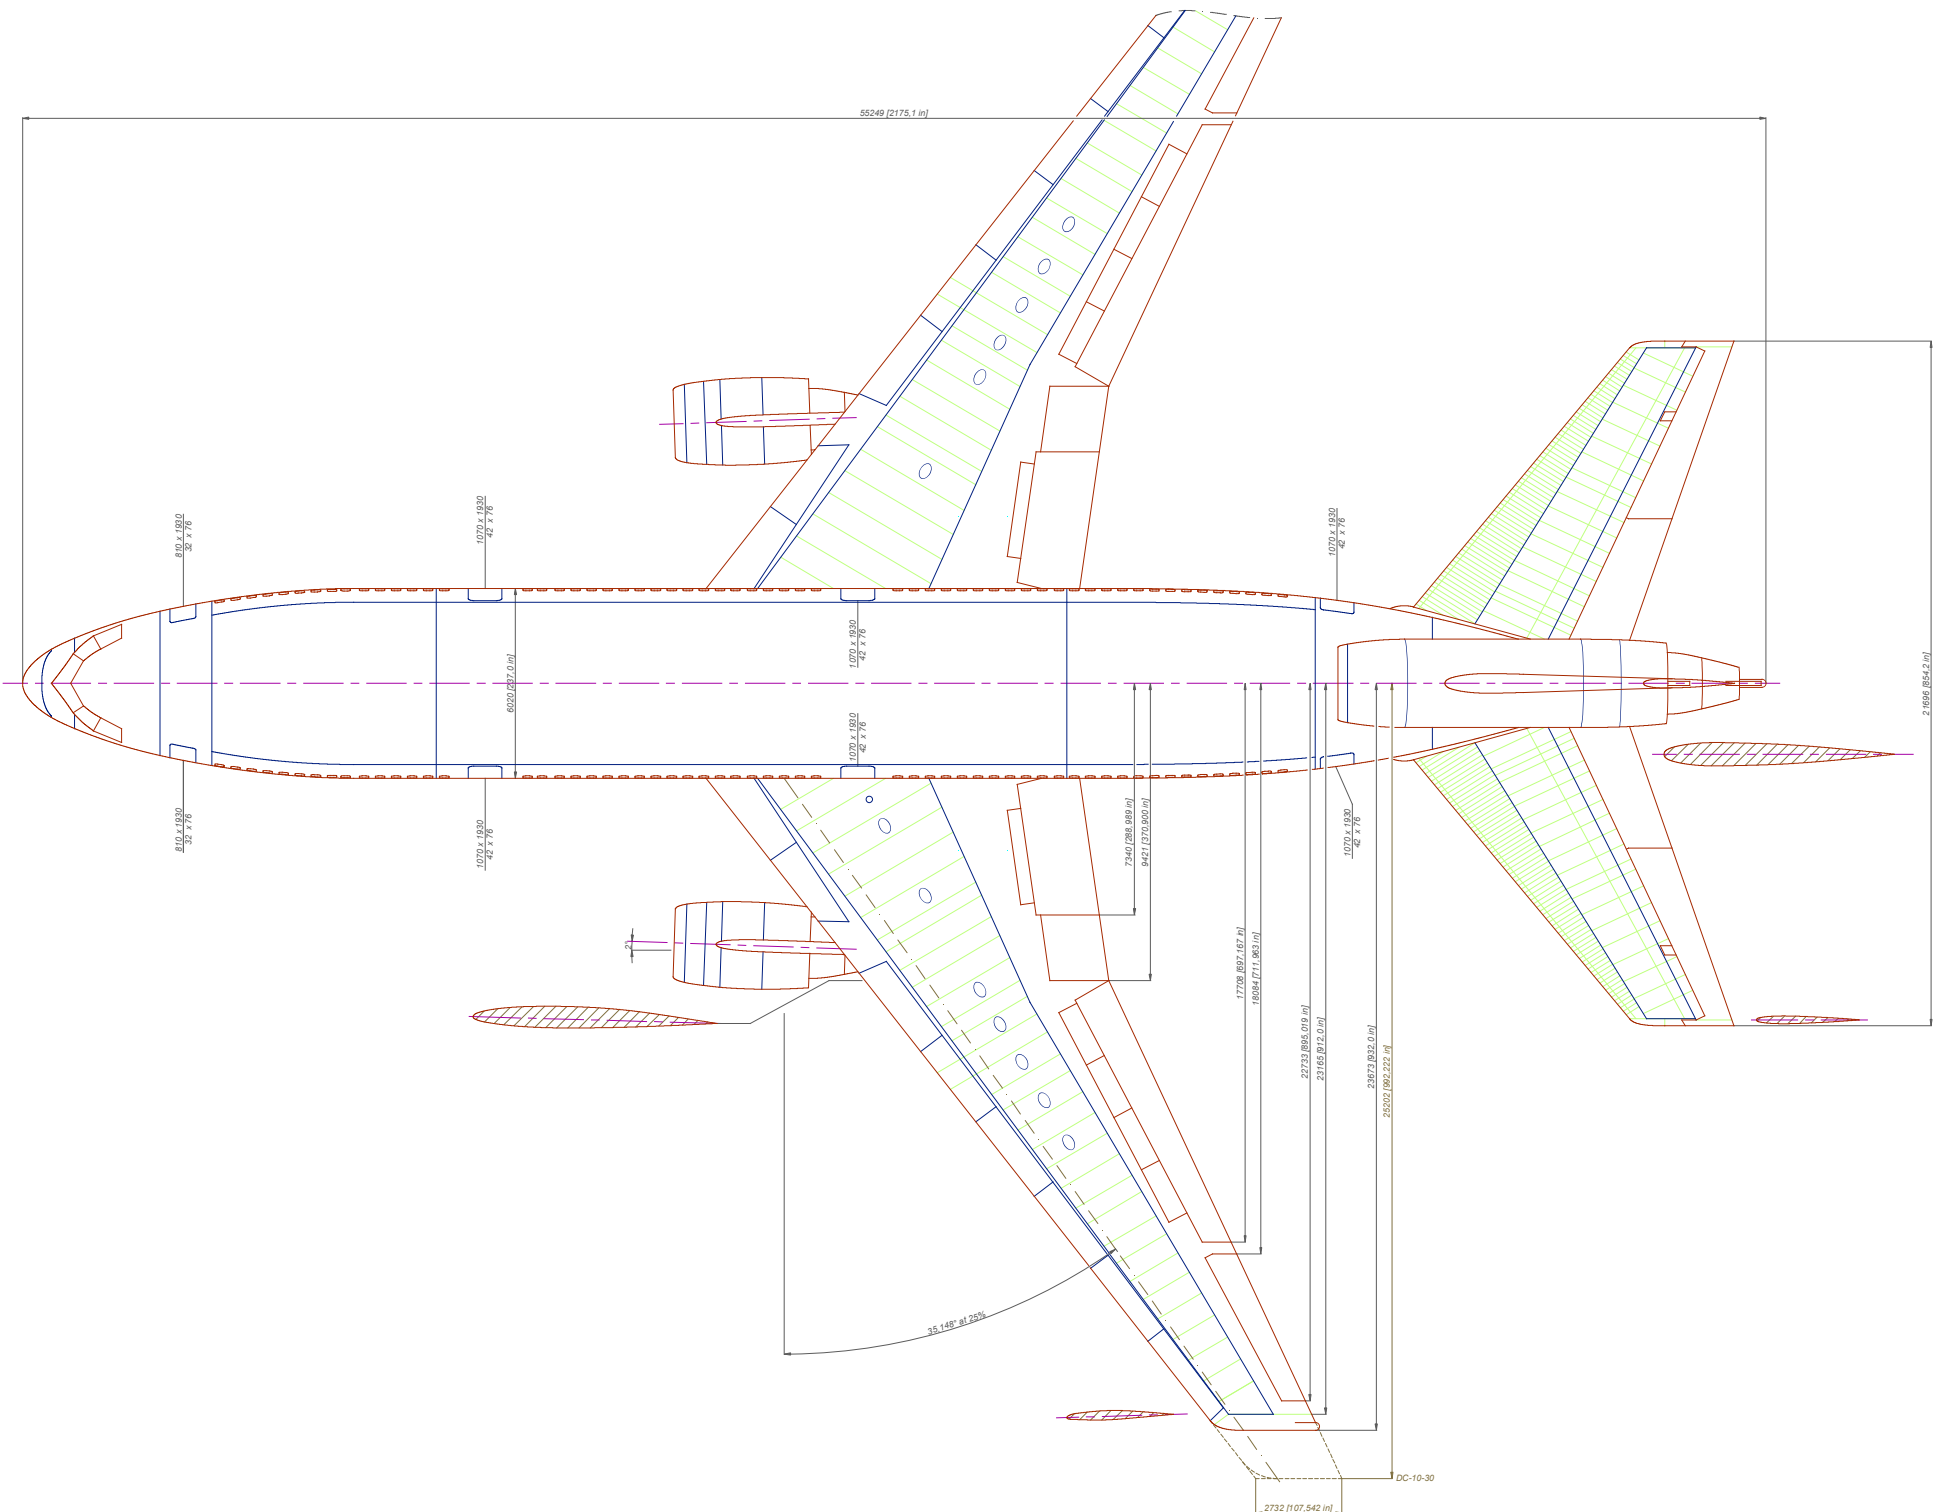 55249 [2175,1 in]
810 x 1930
32 x 76
1070 x 1930
42 x 76
1070 x 1930
42 x 76
6020 [237,0 in]
1070 x 1930
42 x 76
1070 x 1930
42 x 76
21696 [854,2 in]
810 x 1930
32 x 76
1070 x 1930
42 x 76
7340 [288,989 in]
9421 [370,900 in]
1070 x 1930
42 x 76
2°
17708 [697,167 in]
18084 [711,963 in]
22733 [895,019 in]
23165 [912,0 in]
23673 [932,0 in]
25202 [992,222 in]
35,148° at 25%
DC-10-30
2732 [107,542 in]